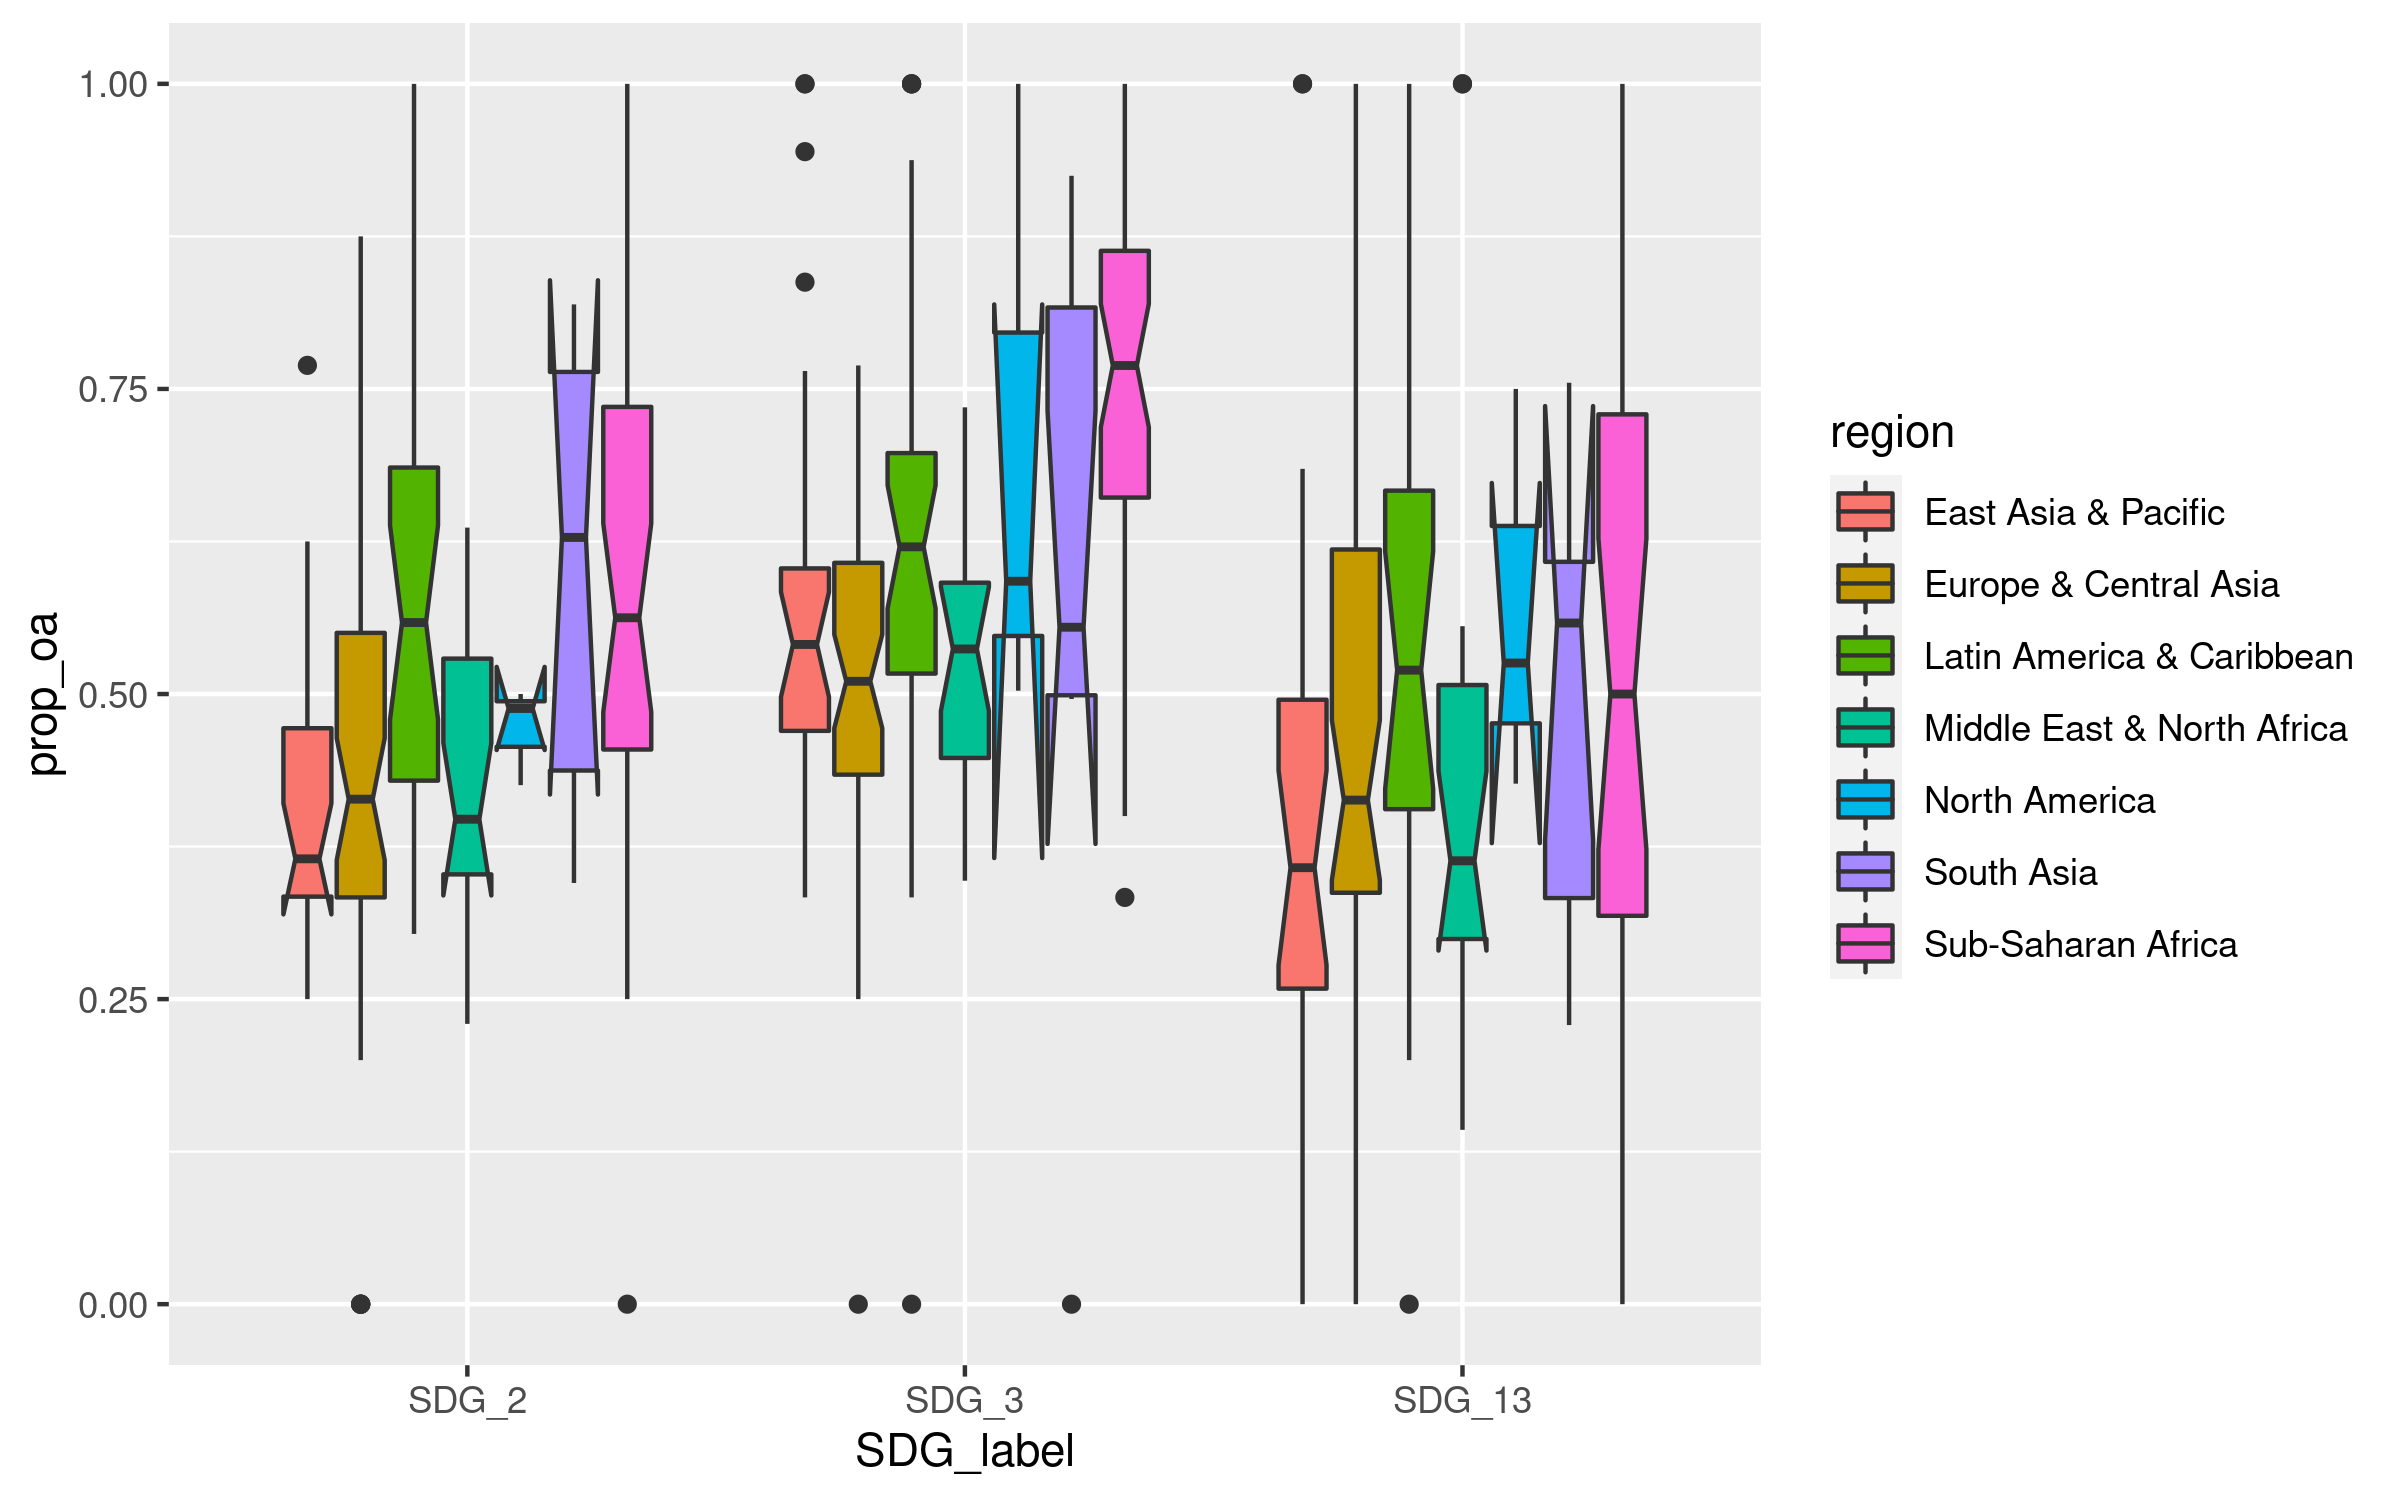 prop_oa
1.00
0.75
0.50
0.25
0.00
SDG_2
SDG_3
SDG_13
SDG_label
region
East Asia & Pacific
Europe & Central Asia
Latin America & Caribbean
Middle East & North Africa
North America
South Asia
Sub-Saharan Africa